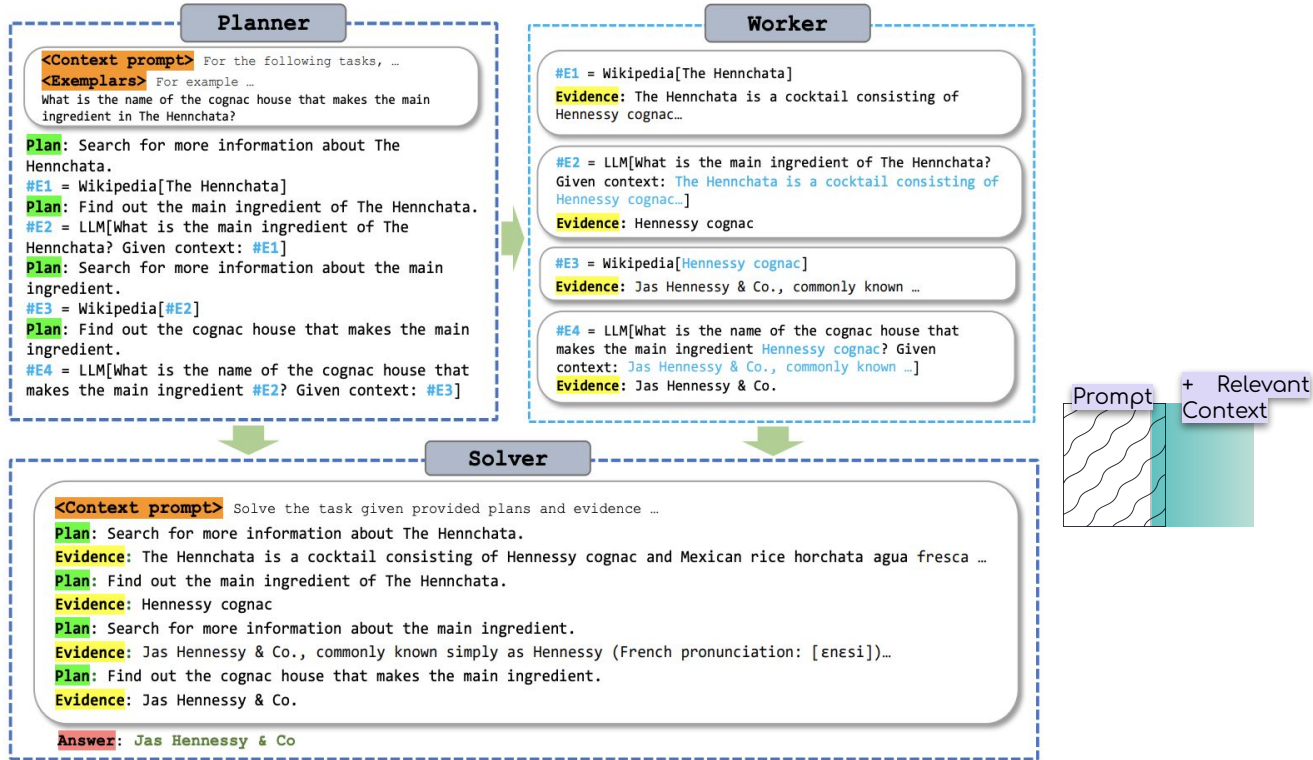 Planner
<Context prompt> For the following tasks, …
<Exemplars> For example …
What is the name of the cognac house that makes the main
ingredient in The Hennchata?
Plan: Search for more information about The
Hennchata.
#E1 = Wikipedia[The Hennchata]
Plan: Find out the main ingredient of The Hennchata.
#E2 = LLM[What is the main ingredient of The
Hennchata? Given context: #E1]
Plan: Search for more information about the main
ingredient.
#E3 = Wikipedia[#E2]
Plan: Find out the cognac house that makes the main
ingredient.
#E4 = LLM[What is the name of the cognac house that
makes the main ingredient #E2? Given context: #E3]
Worker
#E1 = Wikipedia[The Hennchata]
Evidence: The Hennchata is a cocktail consisting of
Hennessy cognac…
#E2 = LLM[What is the main ingredient of The Hennchata?
Given context: The Hennchata is a cocktail consisting of
Hennessy cognac…]
Evidence: Hennessy cognac
#E3 = Wikipedia[Hennessy cognac]
Evidence: Jas Hennessy & Co., commonly known …
#E4 = LLM[What is the name of the cognac house that
makes the main ingredient Hennessy cognac? Given
context: Jas Hennessy & Co., commonly known …]
Evidence: Jas Hennessy & Co.
Solver
<Context prompt> Solve the task given provided plans and evidence …
Plan: Search for more information about The Hennchata.
Evidence: The Hennchata is a cocktail consisting of Hennessy cognac and Mexican rice horchata agua fresca …
Plan: Find out the main ingredient of The Hennchata.
Evidence: Hennessy cognac
Plan: Search for more information about the main ingredient.
Evidence: Jas Hennessy & Co., commonly known simply as Hennessy (French pronunciation: [ɛnɛsi])…
Plan: Find out the cognac house that makes the main ingredient.
Evidence: Jas Hennessy & Co.
Answer: Jas Hennessy & Co
Prompt
+ Relevant
Context